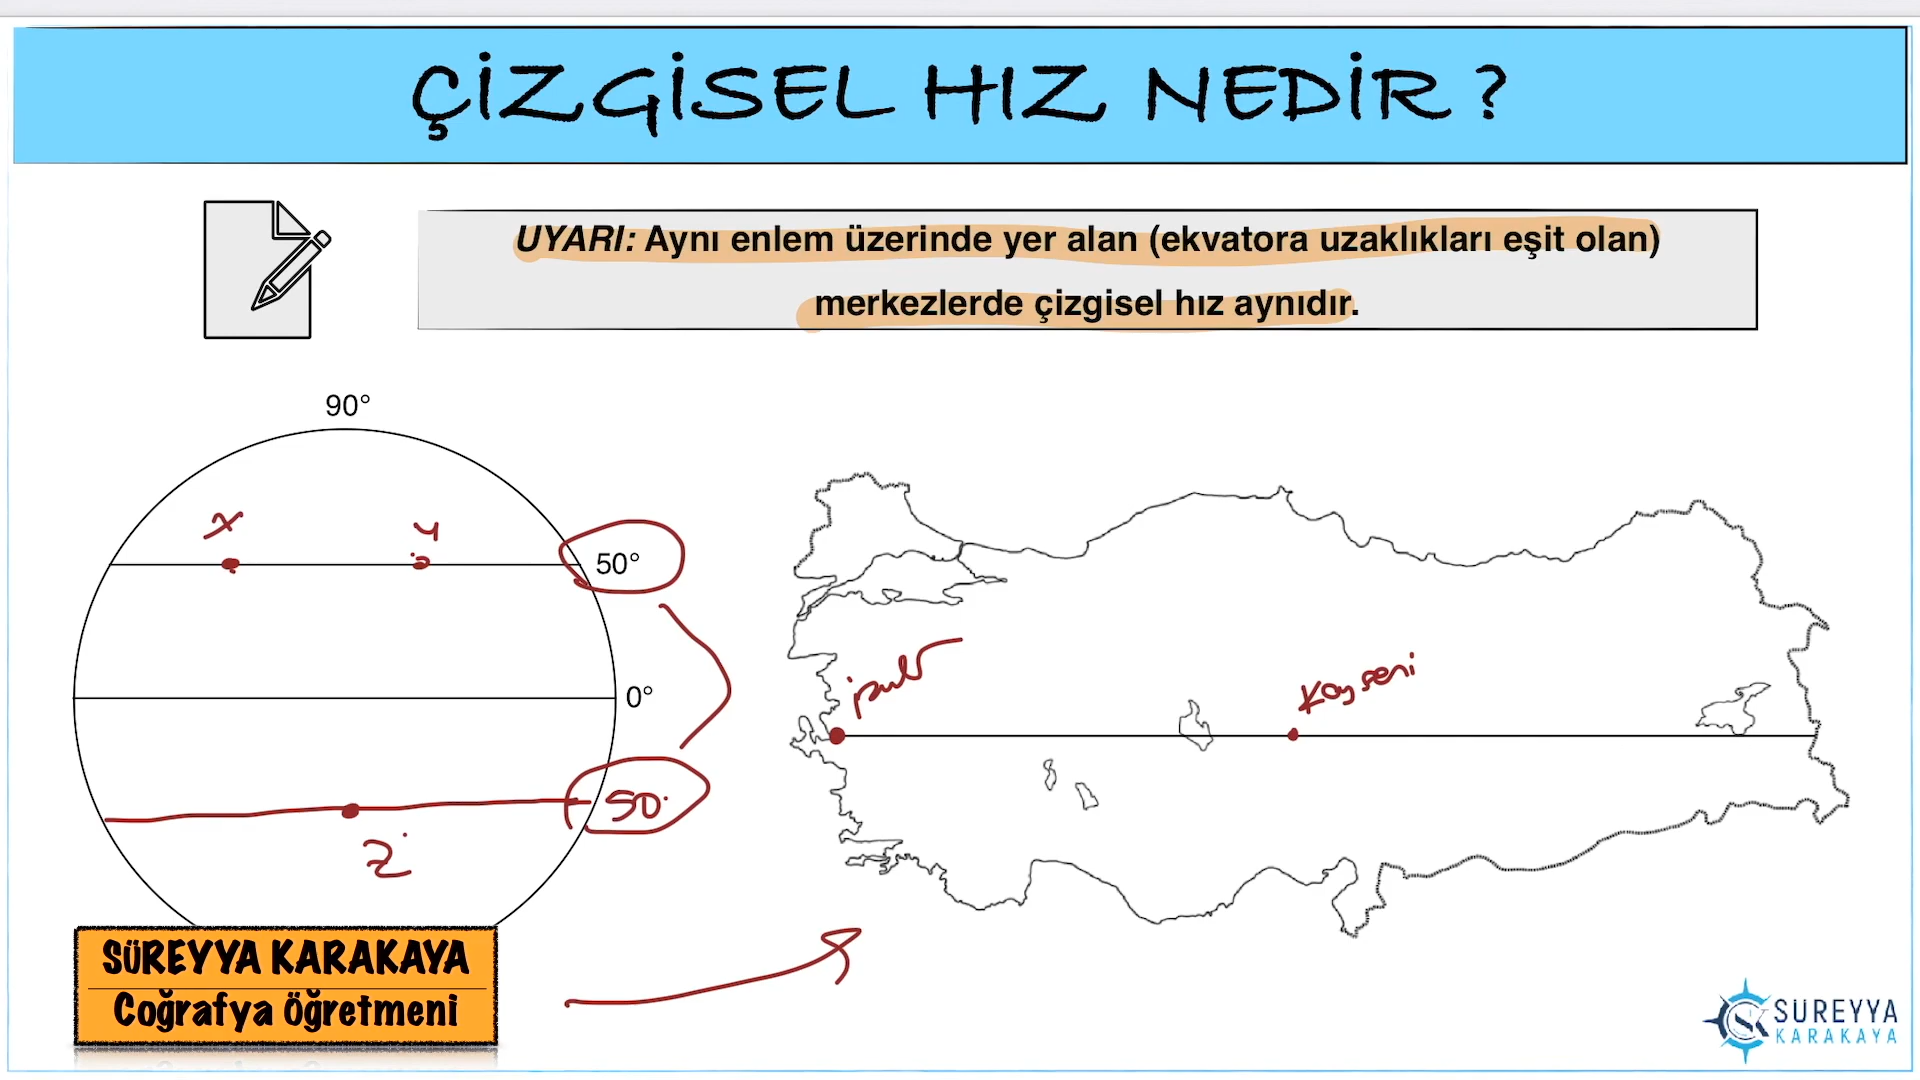 ÇİZGİSEL HIZ NEDİR ?
UYARI: Aynı enlem üzerinde yer alan (ekvatora uzaklıkları eşit olan)
merkezlerde çizgisel hız aynıdır.
90°
x
y
50°
0°
50°
Z
Kayseri
SÜREYYA KARAKAYA
Coğrafya Öğretmeni
SÜREYYA
KARAKAYA